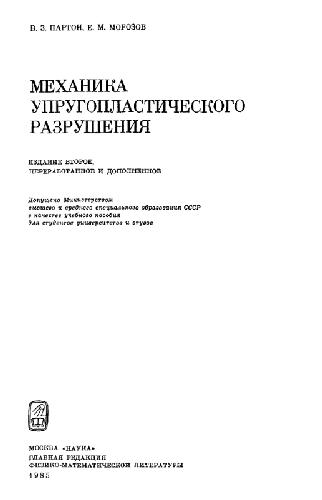 В. З. ПАРТОН, Е. М. МОРОЗОВ
МЕХАНИКА
УПРУГОПЛАСТИЧЕСКОГО
РАЗРУШЕНИЯ
ИЗДАНИЕ ВТОРОЕ,
ПЕРЕРАБОТАННОЕ И ДОПОЛНЕННОЕ
Допущено Министерством
высшего и среднего специального образования СССР
в качестве учебного пособия
для студентов университетов и втузов
МОСКВА «НАУКА»
ГЛАВНАЯ РЕДАКЦИЯ
ФИЗИКО-МАТЕМАТИЧЕСКОЙ ЛИТЕРАТУРЫ
1985